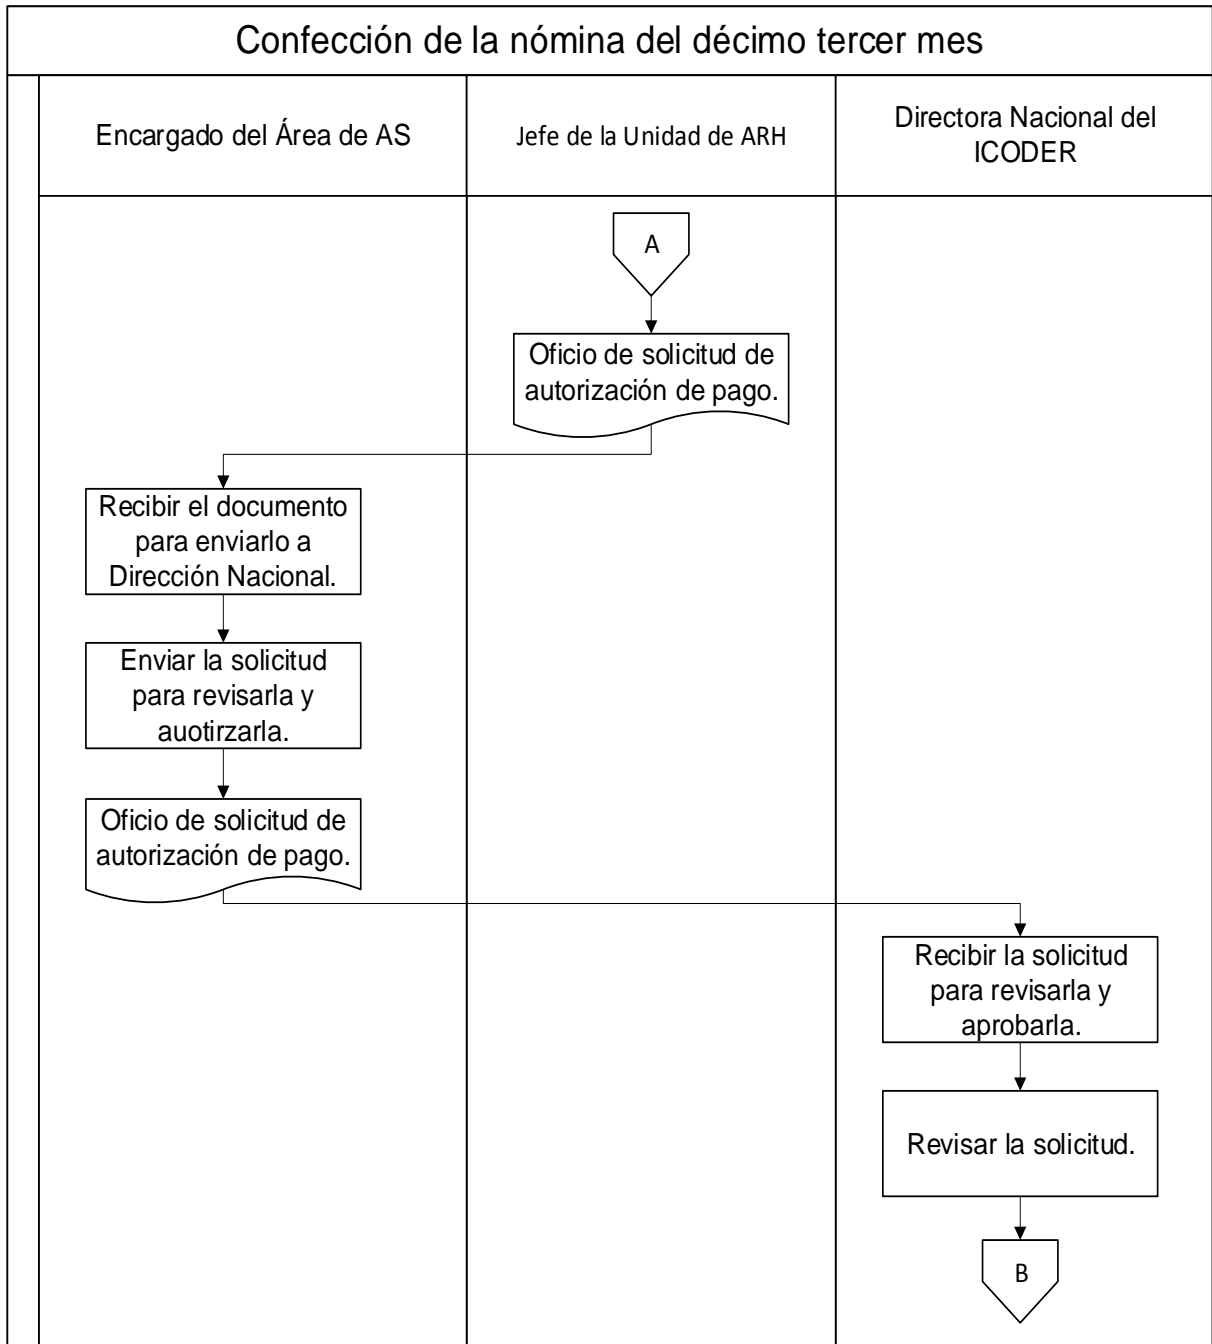 Confección de la nómina del décimo tercer mes
Encargado del Área de AS
Jefe de la Unidad de ARH
Directora Nacional del
ICODER
A
Oficio de solicitud de
autorización de pago.
Recibir el documento
para enviarlo a
Dirección Nacional.
Enviar la solicitud
para revisarla y
auotirzarla.
Oficio de solicitud de
autorización de pago.
Recibir la solicitud
para revisarla y
aprobarla.
Revisar la solicitud.
B